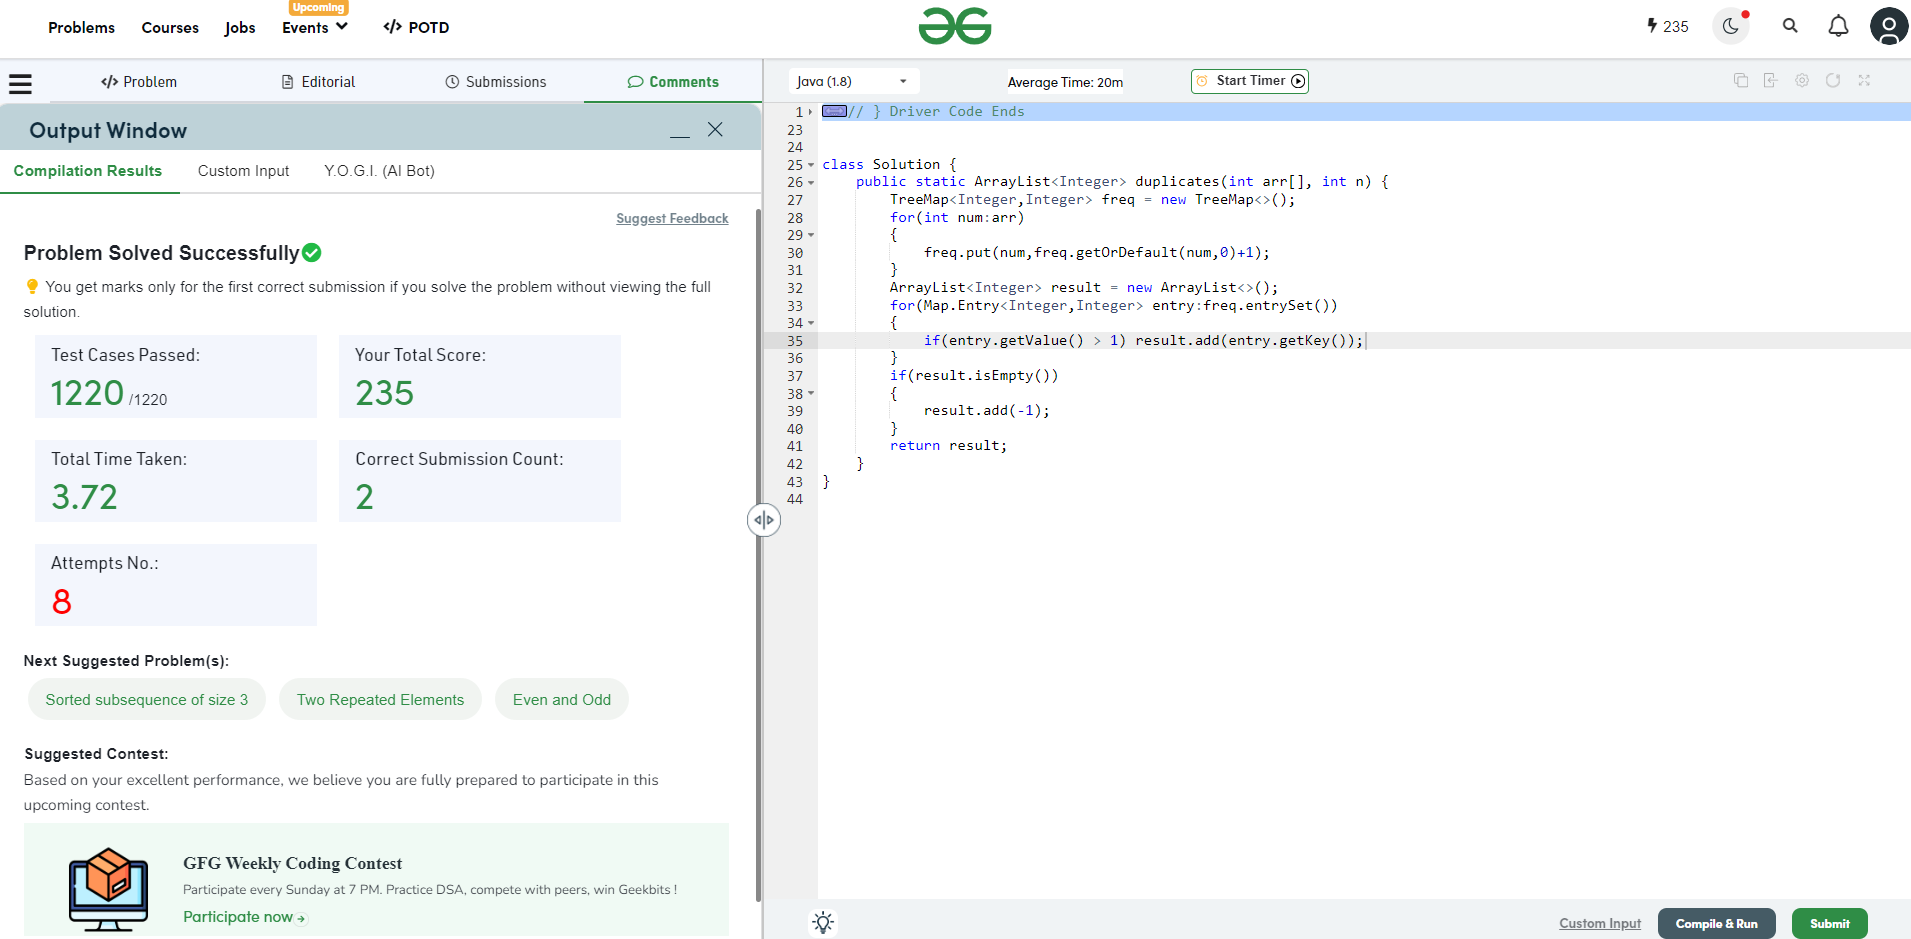 Upcoming
Problems Courses Jobs Events </> POTD
235
</> Problem Editorial Submissions Comments
Java (1.8) Average Time: 20m Start Timer
Output Window
Compilation Results Custom Input Y.O.G.I. (AI Bot)
Suggest Feedback
Problem Solved Successfully
You get marks only for the first correct submission if you solve the problem without viewing the full
solution.
Test Cases Passed: Your Total Score:
1220 /1220 235
Total Time Taken: Correct Submission Count:
3.72 2
Attempts No.:
8
Next Suggested Problem(s):
Sorted subsequence of size 3 Two Repeated Elements Even and Odd
Suggested Contest:
Based on your excellent performance, we believe you are fully prepared to participate in this
upcoming contest.
GFG Weekly Coding Contest
Participate every Sunday at 7 PM. Practice DSA, compete with peers, win Geekbits !
Participate now
1 // } Driver Code Ends
23
24
25 class Solution {
26 public static ArrayList<Integer> duplicates(int arr[], int n) {
27 TreeMap<Integer,Integer> freq = new TreeMap<>();
28 for(int num:arr)
29 {
30 freq.put(num,freq.getOrDefault(num,0)+1);
31 }
32 ArrayList<Integer> result = new ArrayList<>();
33 for(Map.Entry<Integer,Integer> entry:freq.entrySet())
34 {
35 if(entry.getValue() > 1) result.add(entry.getKey());
36 }
37 if(result.isEmpty())
38 {
39 result.add(-1);
40 }
41 return result;
42 }
43 }
44
Custom Input Compile & Run Submit